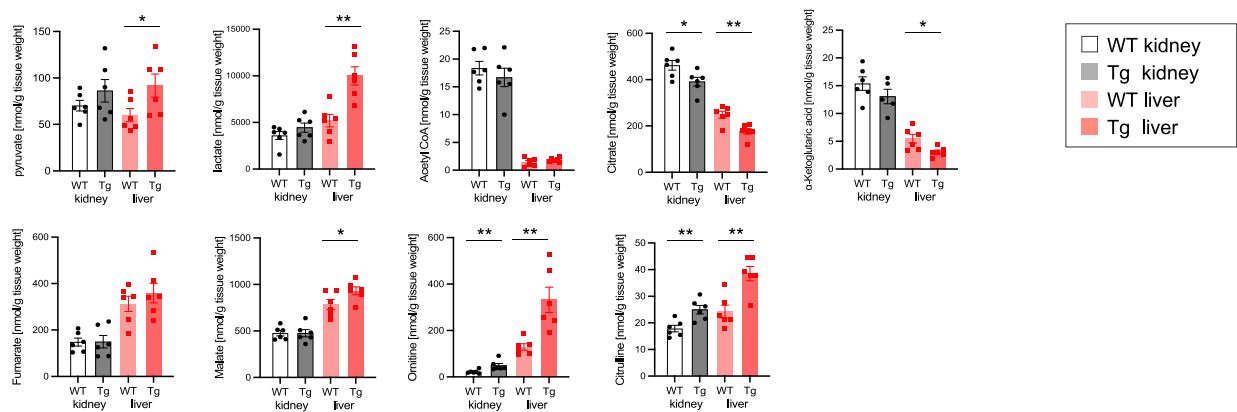 pyruvate [nmol/g tissue weight]
150
100
50
0
*
WT Tg WT Tg
kidney liver
lactate [nmol/g tissue weight]
15000
10000
5000
0
**
WT Tg WT Tg
kidney liver
Acetyl CoA [nmol/g tissue weight]
25
20
15
10
5
0
WT Tg WT Tg
kidney liver
Citrate [nmol/g tissue weight]
600
400
200
0
* **
WT Tg WT Tg
kidney liver
α-Ketoglutaric acid [nmol/g tissue weight]
25
20
15
10
5
0
*
WT Tg WT Tg
kidney liver
WT kidney
Tg kidney
WT liver
Tg liver
Fumarate [nmol/g tissue weight]
600
400
200
0
WT Tg WT Tg
kidney liver
Malate [nmol/g tissue weight]
1500
1000
500
0
*
WT Tg WT Tg
kidney liver
Ornitine [nmol/g tissue weight]
600
400
200
0
** **
WT Tg WT Tg
kidney liver
Citrulline [nmol/g tissue weight]
50
40
30
20
10
0
** **
WT Tg WT Tg
kidney liver